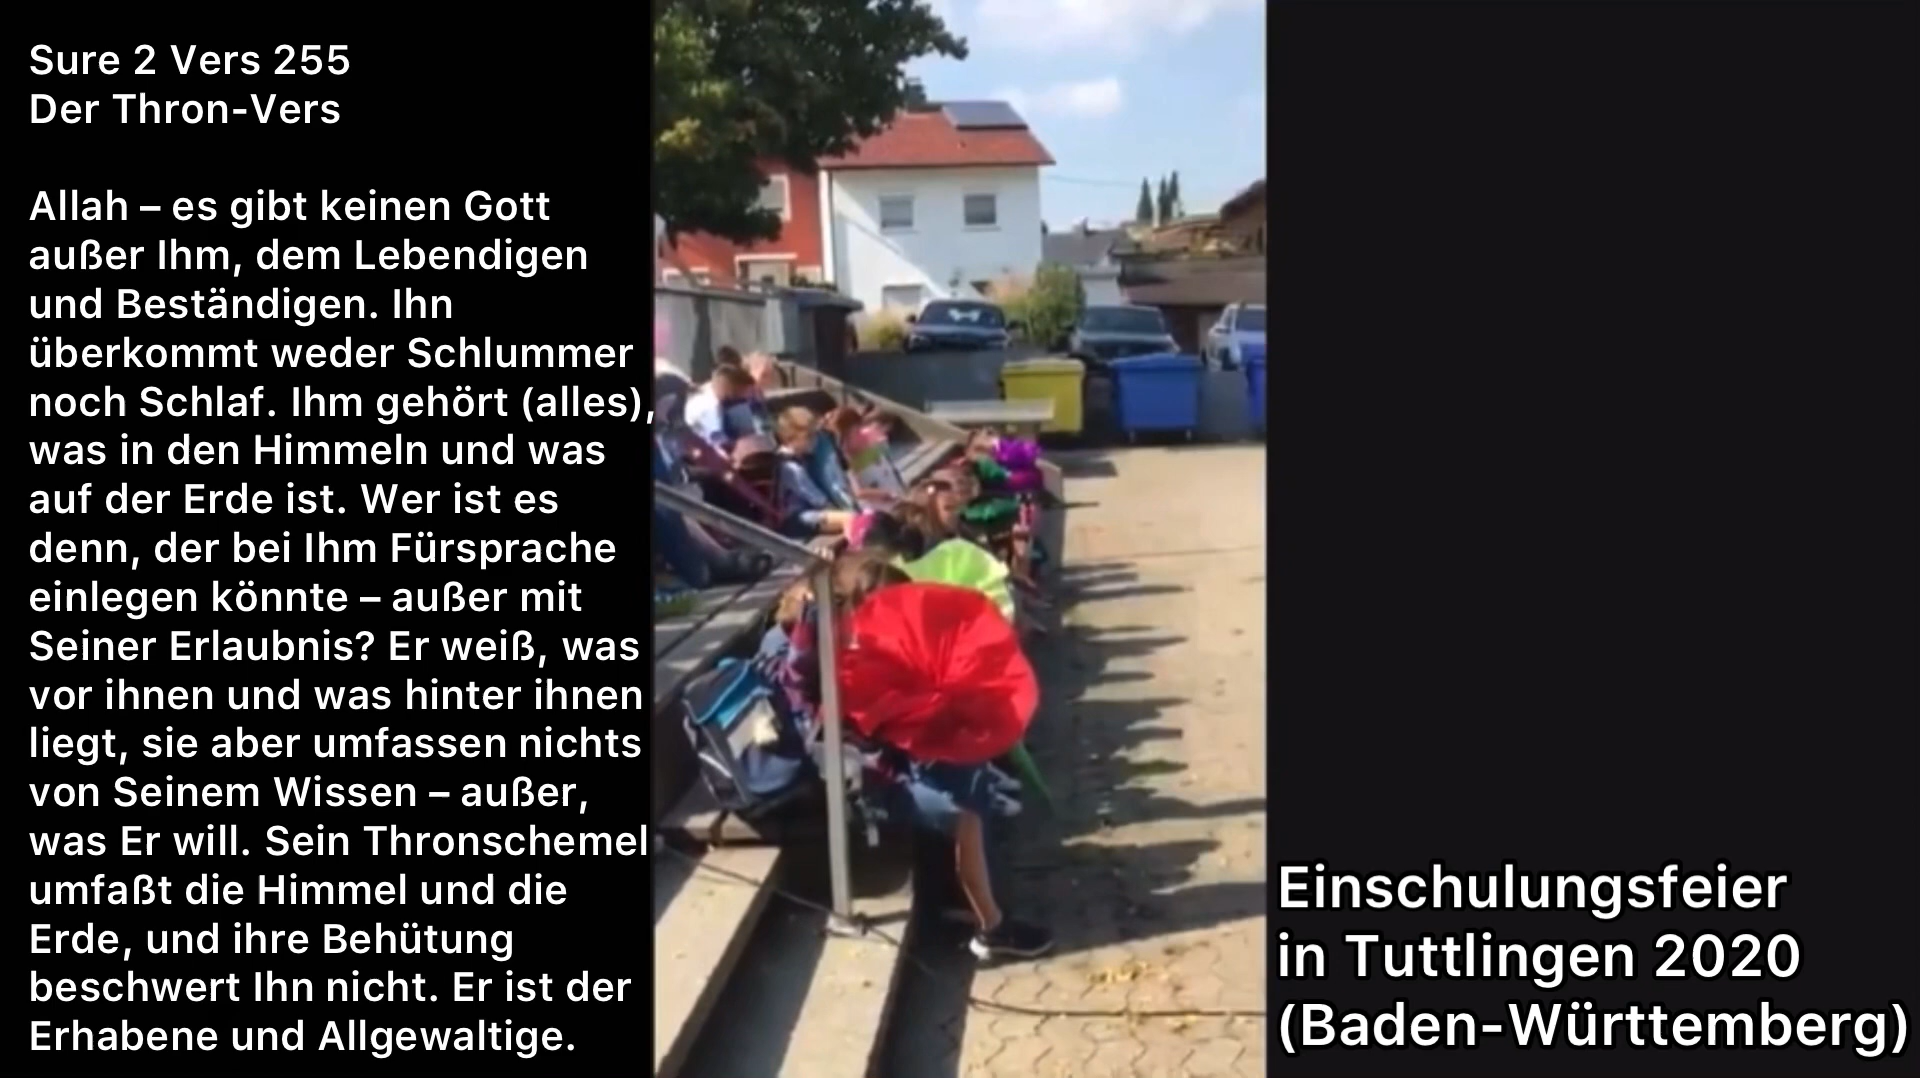 Sure 2 Vers 255
Der Thron-Vers
Allah – es gibt keinen Gott
außer Ihm, dem Lebendigen
und Beständigen. Ihn
überkommt weder Schlummer
noch Schlaf. Ihm gehört (alles),
was in den Himmeln und was
auf der Erde ist. Wer ist es
denn, der bei Ihm Fürsprache
einlegen könnte – außer mit
Seiner Erlaubnis? Er weiß, was
vor ihnen und was hinter ihnen
liegt, sie aber umfassen nichts
von Seinem Wissen – außer,
was Er will. Sein Thronschemel
umfaßt die Himmel und die
Erde, und ihre Behütung
beschwert Ihn nicht. Er ist der
Erhabene und Allgewaltige.
Einschulungsfeier
in Tuttlingen 2020
(Baden-Württemberg)